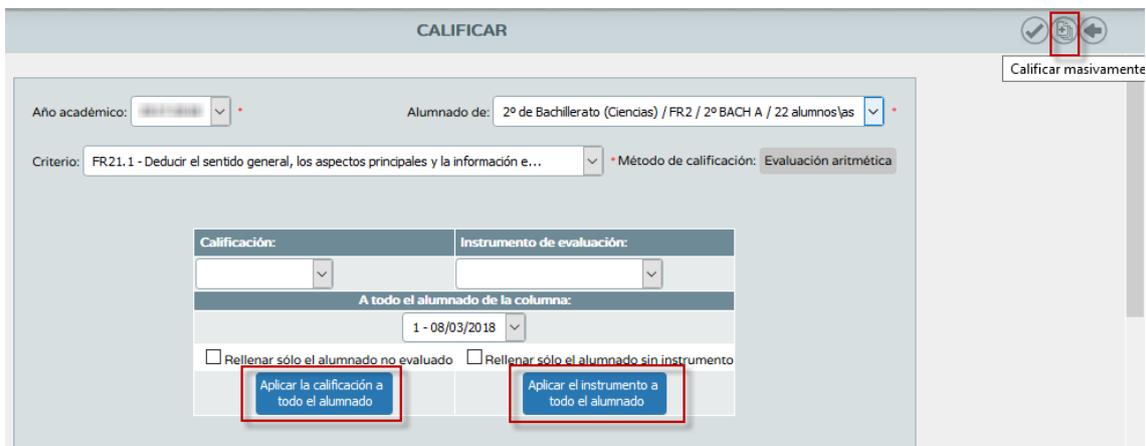 CALIFICAR
Calificar masivamente
Año académico: * Alumnado de: 2º de Bachillerato (Ciencias) / FR2 / 2º BACH A / 22 alumnos\as *
Criterio: FR21.1 - Deducir el sentido general, los aspectos principales y la información e... * Método de calificación: Evaluación aritmética
Calificación: Instrumento de evaluación:
A todo el alumnado de la columna:
1 - 08/03/2018
Rellenar sólo el alumnado no evaluado Rellenar sólo el alumnado sin instrumento
Aplicar la calificación a Aplicar el instrumento a
todo el alumnado todo el alumnado